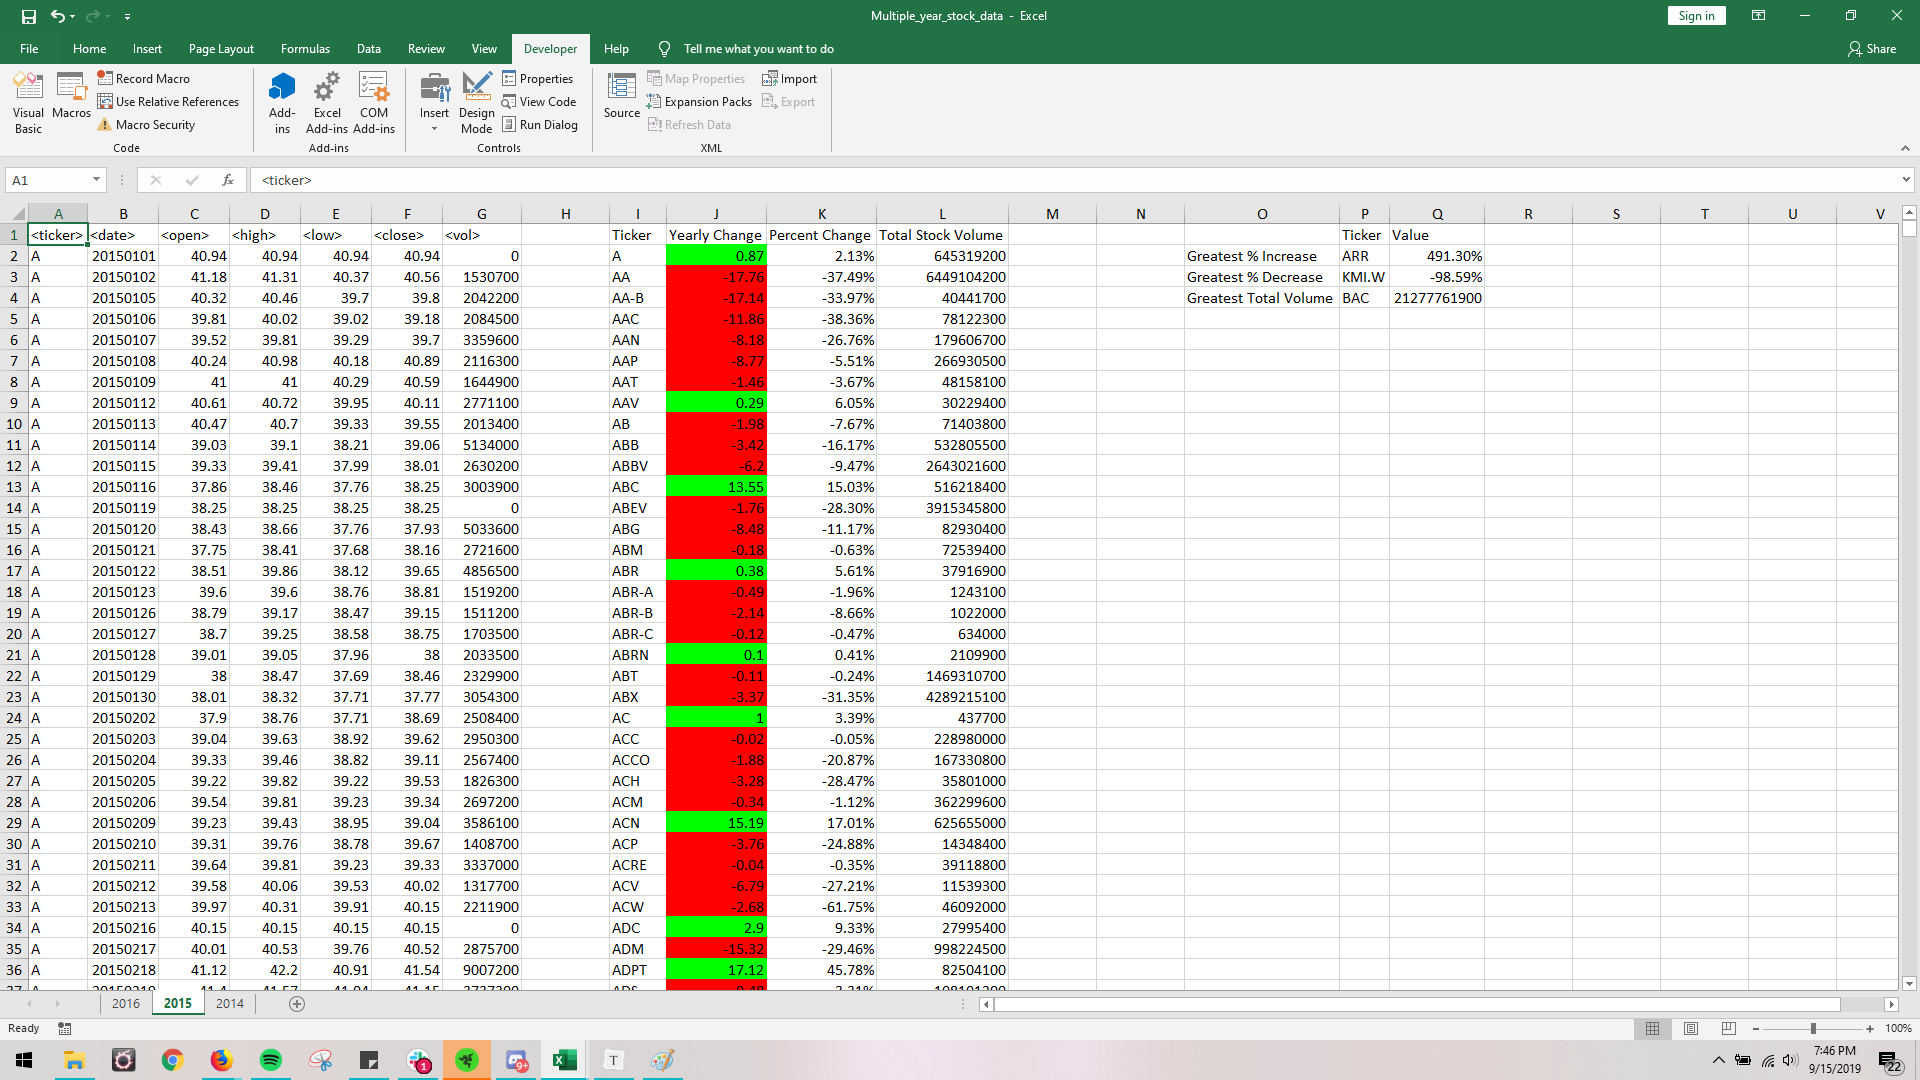 Multiple_year_stock_data - Excel
Sign in
File Home Insert Page Layout Formulas Data Review View Developer Help Tell me what you want to do Share
Visual Basic
Macros
Record Macro
Use Relative References
Macro Security
Code
Add-ins
Excel Add-ins
COM Add-ins
Add-ins
Insert
Design Mode
Properties
View Code
Run Dialog
Controls
Source
Map Properties
Expansion Packs
Refresh Data
Import
Export
XML
A1 fx <ticker>
A B C D E F G H I J K L M N O P Q R S T U V
1 <ticker> <date> <open> <high> <low> <close> <vol> Ticker Yearly Change Percent Change Total Stock Volume Ticker Value
2 A 20150101 40.94 40.94 40.94 40.94 0 A 0.87 2.13% 645319200 Greatest % Increase ARR 491.30%
3 A 20150102 41.18 41.31 40.37 40.56 1530700 AA -17.76 -37.49% 6449104200 Greatest % Decrease KMI.W -98.59%
4 A 20150105 40.32 40.46 39.7 39.8 2042200 AA-B -17.14 -33.97% 40441700 Greatest Total Volume BAC 21277761900
5 A 20150106 39.81 40.02 39.02 39.18 2084500 AAC -11.86 -38.36% 78122300
6 A 20150107 39.52 39.81 39.29 39.7 3359600 AAN -8.18 -26.76% 179606700
7 A 20150108 40.24 40.98 40.18 40.89 2116300 AAP -8.77 -5.51% 266930500
8 A 20150109 41 41 40.29 40.59 1644900 AAT -1.46 -3.67% 48158100
9 A 20150112 40.61 40.72 39.95 40.11 2771100 AAV 0.29 6.05% 30229400
10 A 20150113 40.47 40.7 39.33 39.55 2013400 AB -1.98 -7.67% 71403800
11 A 20150114 39.03 39.1 38.21 39.06 5134000 ABB -3.42 -16.17% 532805500
12 A 20150115 39.33 39.41 37.99 38.01 2630200 ABBV -6.2 -9.47% 2643021600
13 A 20150116 37.86 38.46 37.76 38.25 3003900 ABC 13.55 15.03% 516218400
14 A 20150119 38.25 38.25 38.25 38.25 0 ABEV -1.76 -28.30% 3915345800
15 A 20150120 38.43 38.66 37.76 37.93 5033600 ABG -8.48 -11.17% 82930400
16 A 20150121 37.75 38.41 37.68 38.16 2721600 ABM -0.18 -0.63% 72539400
17 A 20150122 38.51 39.86 38.12 39.65 4856500 ABR 0.38 5.61% 37916900
18 A 20150123 39.6 39.6 38.76 38.81 1519200 ABR-A -0.49 -1.96% 1243100
19 A 20150126 38.79 39.17 38.47 39.15 1511200 ABR-B -2.14 -8.66% 1022000
20 A 20150127 38.7 39.25 38.58 38.75 1703500 ABR-C -0.12 -0.47% 634000
21 A 20150128 39.01 39.05 37.96 38 2033500 ABRN 0.1 0.41% 2109900
22 A 20150129 38 38.47 37.69 38.46 2329900 ABT -0.11 -0.24% 1469310700
23 A 20150130 38.01 38.32 37.71 37.77 3054300 ABX -3.37 -31.35% 4289215100
24 A 20150202 37.9 38.76 37.71 38.69 2508400 AC 1 3.39% 437700
25 A 20150203 39.04 39.63 38.92 39.62 2950300 ACC -0.02 -0.05% 228980000
26 A 20150204 39.33 39.46 38.82 39.11 2567400 ACCO -1.88 -20.87% 167330800
27 A 20150205 39.22 39.82 39.22 39.53 1826300 ACH -3.28 -28.47% 35801000
28 A 20150206 39.54 39.81 39.23 39.34 2697200 ACM -0.34 -1.12% 362299600
29 A 20150209 39.23 39.43 38.95 39.04 3586100 ACN 15.19 17.01% 625655000
30 A 20150210 39.31 39.76 38.78 39.67 1408700 ACP -3.76 -24.88% 14348400
31 A 20150211 39.64 39.81 39.23 39.33 3337000 ACRE -0.04 -0.35% 39118800
32 A 20150212 39.58 40.06 39.53 40.02 1317700 ACV -6.79 -27.21% 11539300
33 A 20150213 39.97 40.31 39.91 40.15 2211900 ACW -2.68 -61.75% 46092000
34 A 20150216 40.15 40.15 40.15 40.15 0 ADC 2.9 9.33% 27995400
35 A 20150217 40.01 40.53 39.76 40.52 2875700 ADM -15.32 -29.46% 998224500
36 A 20150218 41.12 42.2 40.91 41.54 9007200 ADPT 17.12 45.78% 82504100
2016 2015 2014
Ready 100%
1 9+ T
7:46 PM
9/15/2019
22